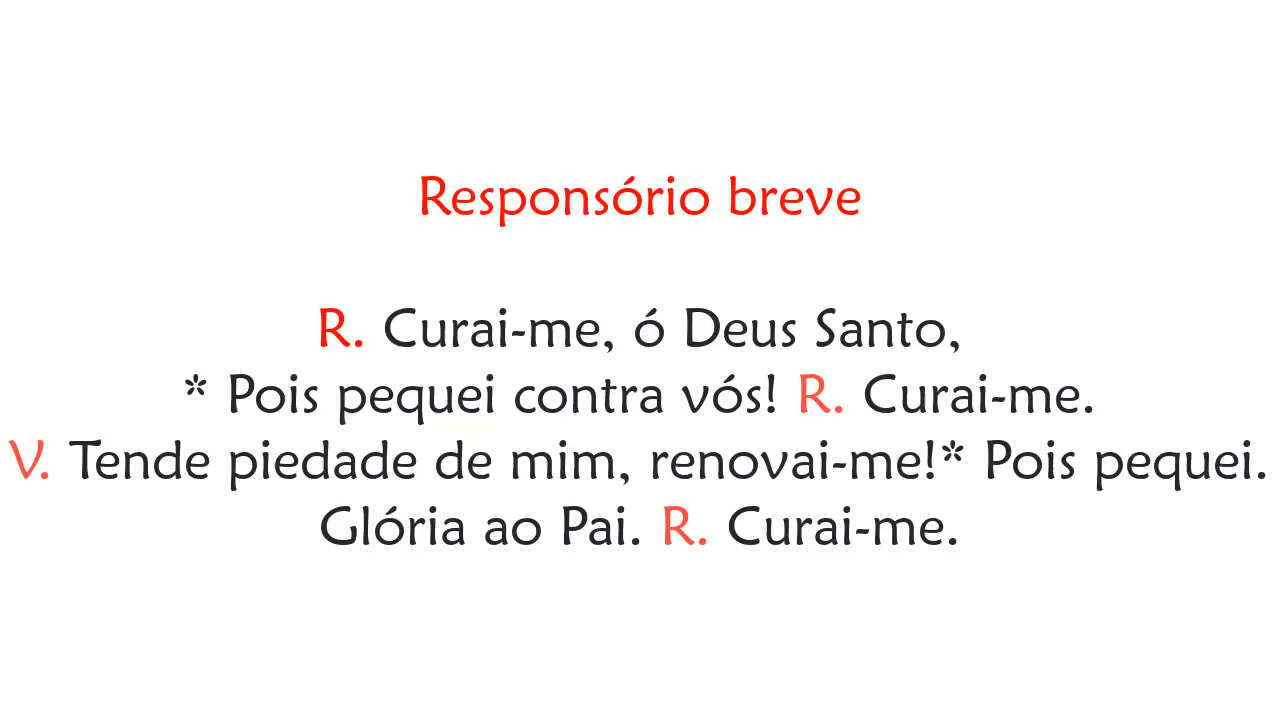 Responsório breve
R. Curai-me, ó Deus Santo,
* Pois pequei contra vós! R. Curai-me.
V. Tende piedade de mim, renovai-me!* Pois pequei.
Glória ao Pai. R. Curai-me.